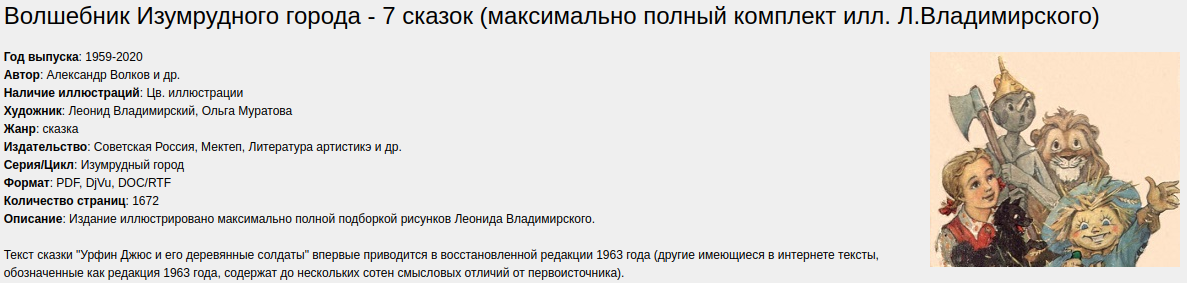 Волшебник Изумрудного города - 7 сказок (максимально полный комплект илл. Л.Владимирского)
Год выпуска: 1959-2020
Автор: Александр Волков и др.
Наличие иллюстраций: Цв. иллюстрации
Художник: Леонид Владимирский, Ольга Муратова
Жанр: сказка
Издательство: Советская Россия, Мектеп, Литература артистикэ и др.
Серия/Цикл: Изумрудный город
Формат: PDF, DjVu, DOC/RTF
Количество страниц: 1672
Описание: Издание иллюстрировано максимально полной подборкой рисунков Леонида Владимирского.
Текст сказки "Урфин Джюс и его деревянные солдаты" впервые приводится в восстановленной редакции 1963 года (другие имеющиеся в интернете тексты,
обозначенные как редакция 1963 года, содержат до нескольких сотен смысловых отличий от первоисточника).